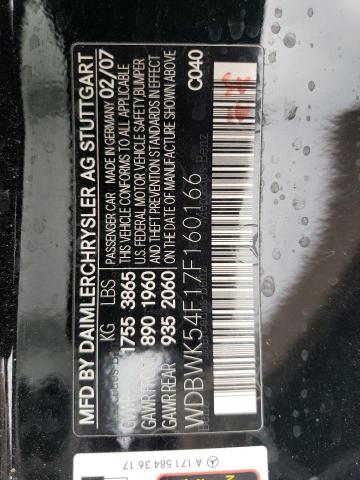 MFD BY DAIMLERCHRYSLER AG STUTTGART
PASSENGER CAR MADE IN GERMANY 02/07
THIS VEHICLE CONFORMS TO ALL APPLICABLE
U.S. FEDERAL MOTOR VEHICLE SAFETY, BUMPER
AND THEFT PREVENTION STANDARDS IN EFFECT
ON THE DATE OF MANUFACTURE SHOWN ABOVE
KG LBS
1755 3865
890 1960
GAWR REAR 935 2060
C040
WDBWK54F17F160166
A 171 584 36 17